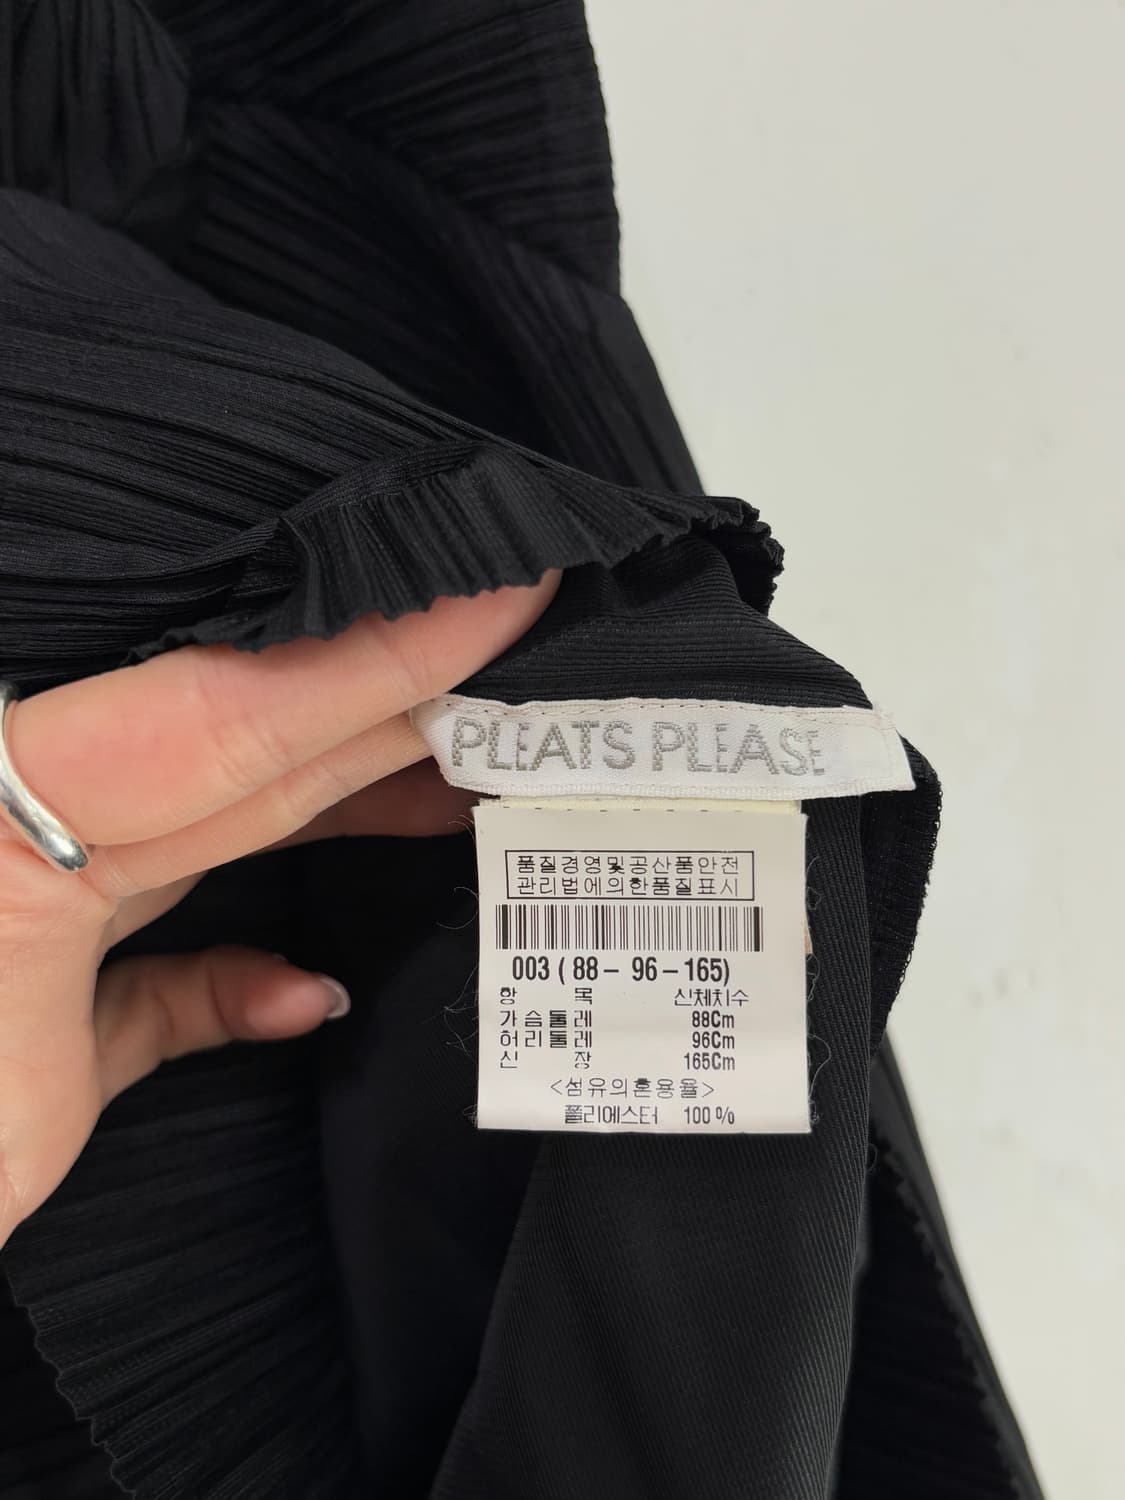 PLEATS PLEASE
품질경영및공산품안전
관리법에의한품질표시
003 ( 88 - 96 - 165)
항 목 신체치수
가슴둘레 88Cm
허리둘레 96Cm
신 장 165Cm
<섬유의혼용율>
폴리에스터 100 %